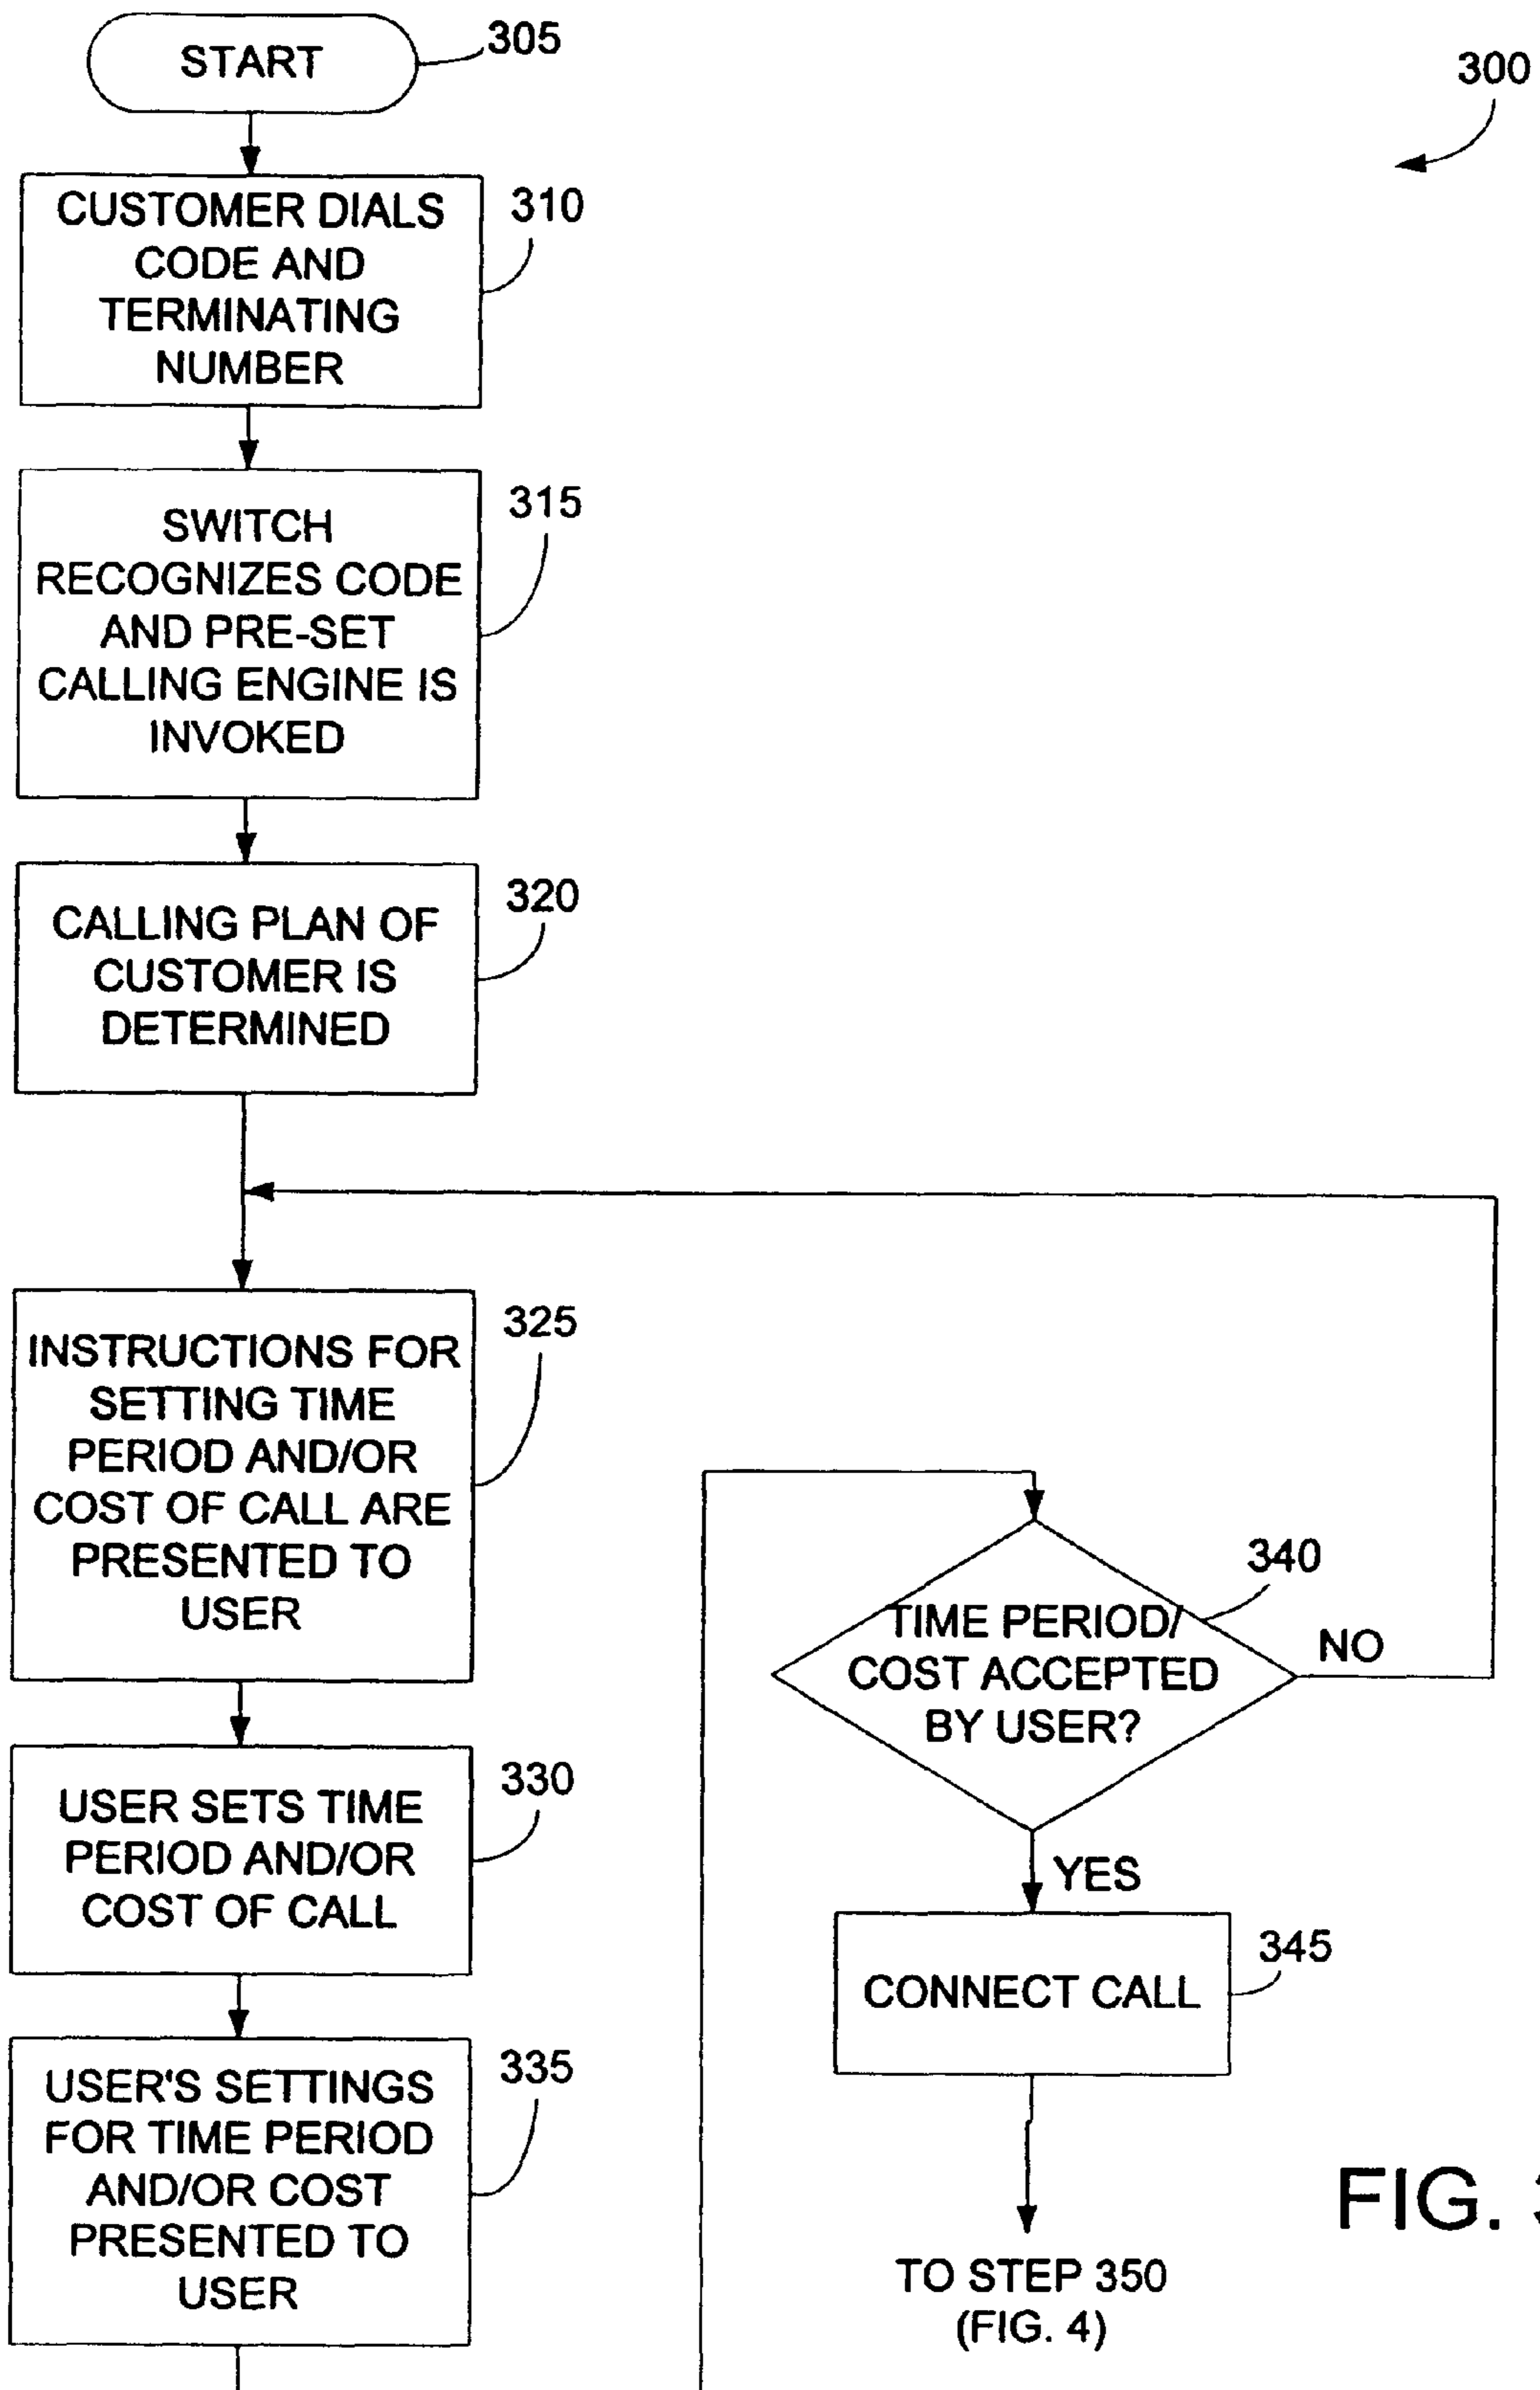 START
305
300
CUSTOMER DIALS
CODE AND
TERMINATING
NUMBER
310
SWITCH
RECOGNIZES CODE
AND PRE-SET
CALLING ENGINE IS
INVOKED
315
CALLING PLAN OF
CUSTOMER IS
DETERMINED
320
INSTRUCTIONS FOR
SETTING TIME
PERIOD AND/OR
COST OF CALL ARE
PRESENTED TO
USER
325
USER SETS TIME
PERIOD AND/OR
COST OF CALL
330
USER'S SETTINGS
FOR TIME PERIOD
AND/OR COST
PRESENTED TO
USER
335
TIME PERIOD/
COST ACCEPTED
BY USER?
340
NO
YES
CONNECT CALL
345
TO STEP 350
(FIG. 4)
FIG.